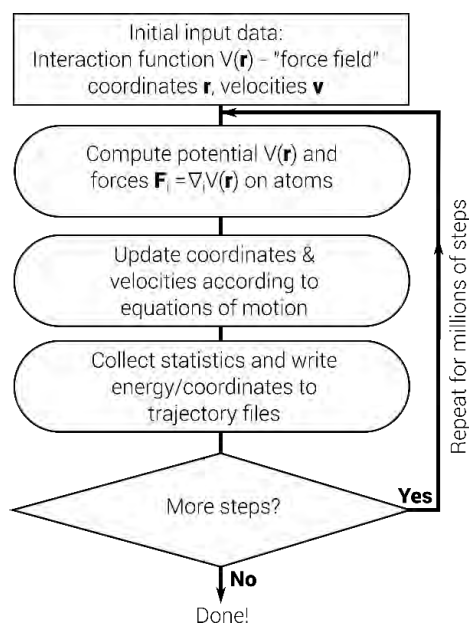 Initial input data:
Interaction function V(r) - "force field"
coordinates r, velocities v
Compute potential V(r) and
forces Fi =∇iV(r) on atoms
Update coordinates &
velocities according to
equations of motion
Collect statistics and write
energy/coordinates to
trajectory files
More steps?
Yes
No
Done!
Repeat for millions of steps